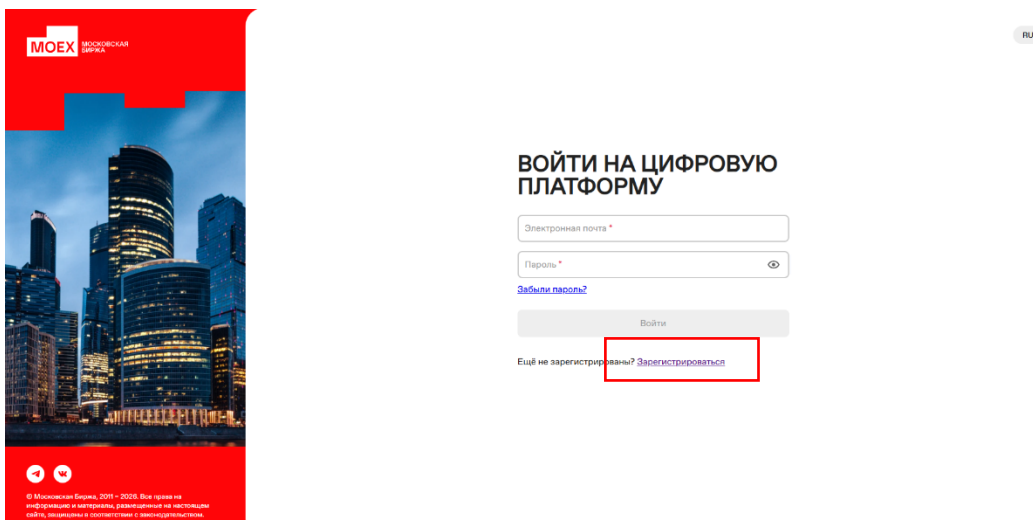 MOEX МОСКОВСКАЯ
БИРЖА
RU
ВОЙТИ НА ЦИФРОВУЮ
ПЛАТФОРМУ
Электронная почта *
Пароль *
Забыли пароль?
Войти
Ещё не зарегистрированы? Зарегистрироваться
© Московская Биржа, 2011 – 2026. Все права на
информацию и материалы, размещенные на настоящем
сайте, защищены в соответствии с законодательством.